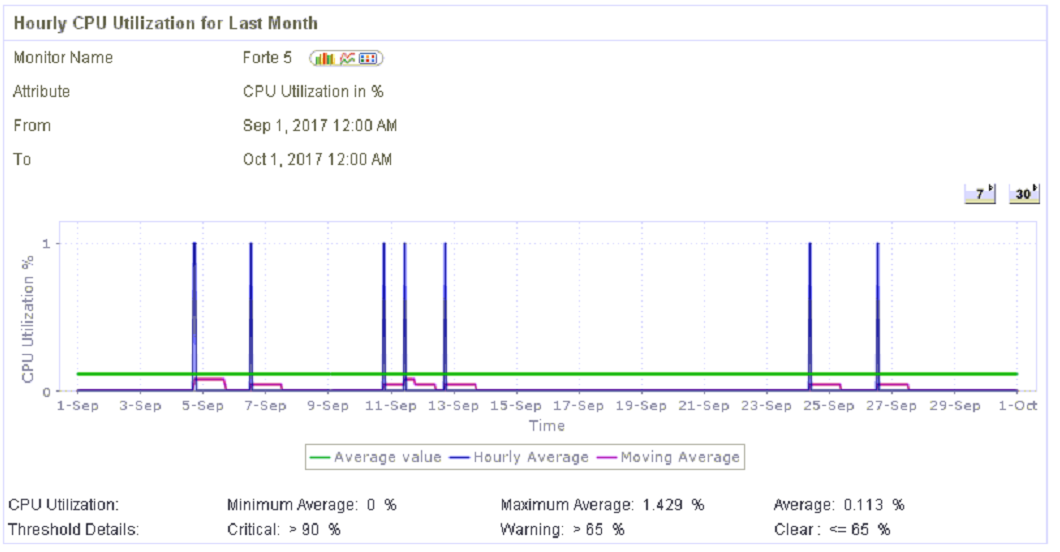 Hourly CPU Utilization for Last Month
Monitor Name Forte 5
Attribute CPU Utilization in %
From Sep 1, 2017 12:00 AM
To Oct 1, 2017 12:00 AM
7 30
1
CPU Utilization %
0
1-Sep 3-Sep 5-Sep 7-Sep 9-Sep 11-Sep 13-Sep 15-Sep 17-Sep 19-Sep 21-Sep 23-Sep 25-Sep 27-Sep 29-Sep 1-Oct
Time
Average value Hourly Average Moving Average
CPU Utilization: Minimum Average: 0 % Maximum Average: 1.429 % Average: 0.113 %
Threshold Details: Critical: > 90 % Warning: > 65 % Clear : <= 65 %